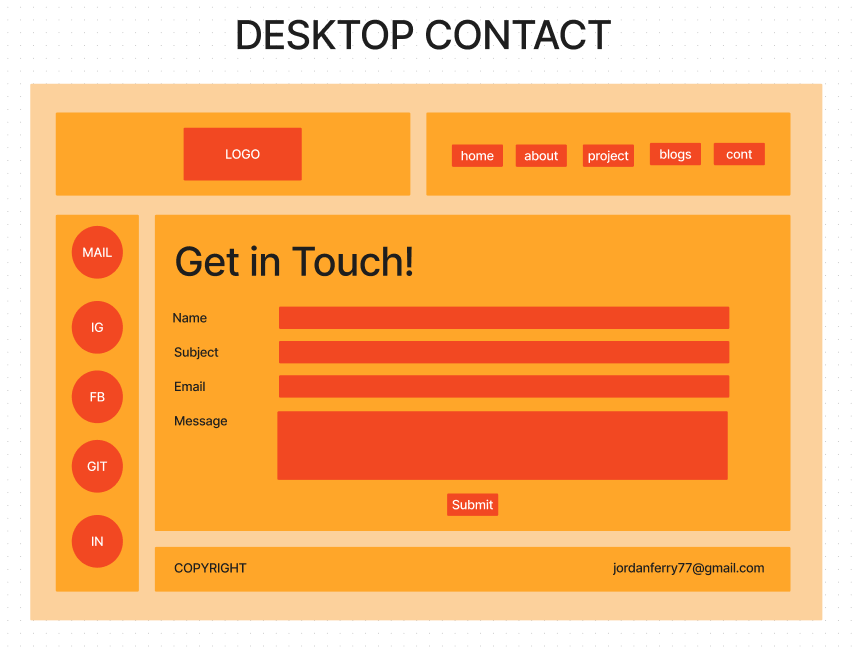 DESKTOP CONTACT
LOGO
home about project blogs cont
MAIL
IG
FB
GIT
IN
Get in Touch!
Name
Subject
Email
Message
Submit
COPYRIGHT jordanferry77@gmail.com